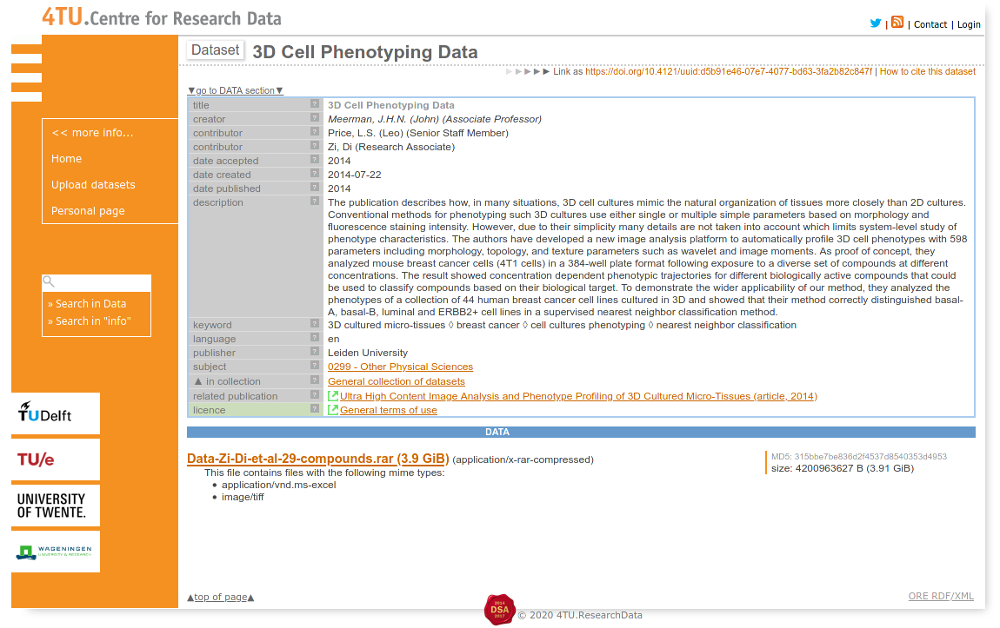 4TU.Centre for Research Data
| | Contact | Login
Dataset 3D Cell Phenotyping Data
Link as https://doi.org/10.4121/uuid:d5b91e46-07e7-4077-bd63-3fa2b82c847f | How to cite this dataset
▼go to DATA section▼
<< more info...
Home
Upload datasets
Personal page
» Search in Data
» Search in "info"
TUDelft
TU/e
UNIVERSITY
OF TWENTE.
WAGENINGEN
UNIVERSITY & RESEARCH
title ? 3D Cell Phenotyping Data
creator ? Meerman, J.H.N. (John) (Associate Professor)
contributor ? Price, L.S. (Leo) (Senior Staff Member)
contributor ? Zi, Di (Research Associate)
date accepted ? 2014
date created ? 2014-07-22
date published ? 2014
description ? The publication describes how, in many situations, 3D cell cultures mimic the natural organization of tissues more closely than 2D cultures.
Conventional methods for phenotyping such 3D cultures use either single or multiple simple parameters based on morphology and
fluorescence staining intensity. However, due to their simplicity many details are not taken into account which limits system-level study of
phenotype characteristics. The authors have developed a new image analysis platform to automatically profile 3D cell phenotypes with 598
parameters including morphology, topology, and texture parameters such as wavelet and image moments. As proof of concept, they
analyzed mouse breast cancer cells (4T1 cells) in a 384-well plate format following exposure to a diverse set of compounds at different
concentrations. The result showed concentration dependent phenotypic trajectories for different biologically active compounds that could
be used to classify compounds based on their biological target. To demonstrate the wider applicability of our method, they analyzed the
phenotypes of a collection of 44 human breast cancer cell lines cultured in 3D and showed that their method correctly distinguished basal-
A, basal-B, luminal and ERBB2+ cell lines in a supervised nearest neighbor classification method.
keyword ? 3D cultured micro-tissues ◊ breast cancer ◊ cell cultures phenotyping ◊ nearest neighbor classification
language ? en
publisher ? Leiden University
subject ? 0299 - Other Physical Sciences
▲ in collection ? General collection of datasets
related publication ? Ultra High Content Image Analysis and Phenotype Profiling of 3D Cultured Micro-Tissues (article, 2014)
licence ? General terms of use
DATA
Data-Zi-Di-et-al-29-compounds.rar (3.9 GiB) (application/x-rar-compressed)
This file contains files with the following mime types:
• application/vnd.ms-excel
• image/tiff
MD5: 315bbe7be836d2f4537d8540353d4953
size: 4200963627 B (3.91 GiB)
▲top of page▲
ORE RDF/XML
2014
DSA
2017
© 2020 4TU.ResearchData